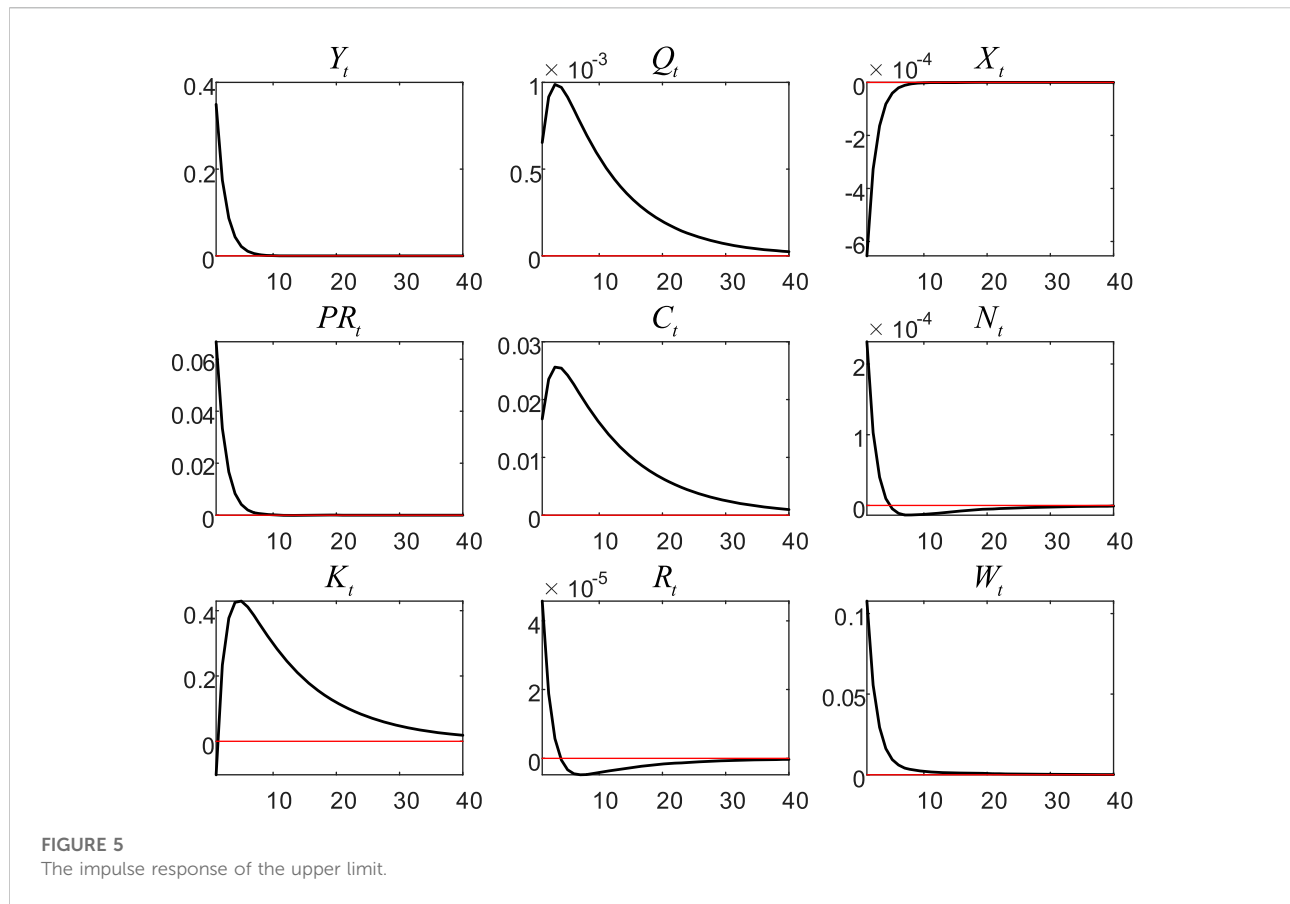 Y_t Q_t X_t
× 10^-3 × 10^-4
0.4 1 0
0.2 0.5 -2
0 0 -4
-6
10 20 30 40 10 20 30 40 10 20 30 40
PR_t C_t N_t
× 10^-4
0.06 0.03 2
0.04 0.02 1
0.02 0.01 0
0 0
10 20 30 40 10 20 30 40 10 20 30 40
K_t R_t W_t
× 10^-5
0.4 4 0.1
0.2 2 0.05
0 0 0
10 20 30 40 10 20 30 40 10 20 30 40
FIGURE 5
The impulse response of the upper limit.